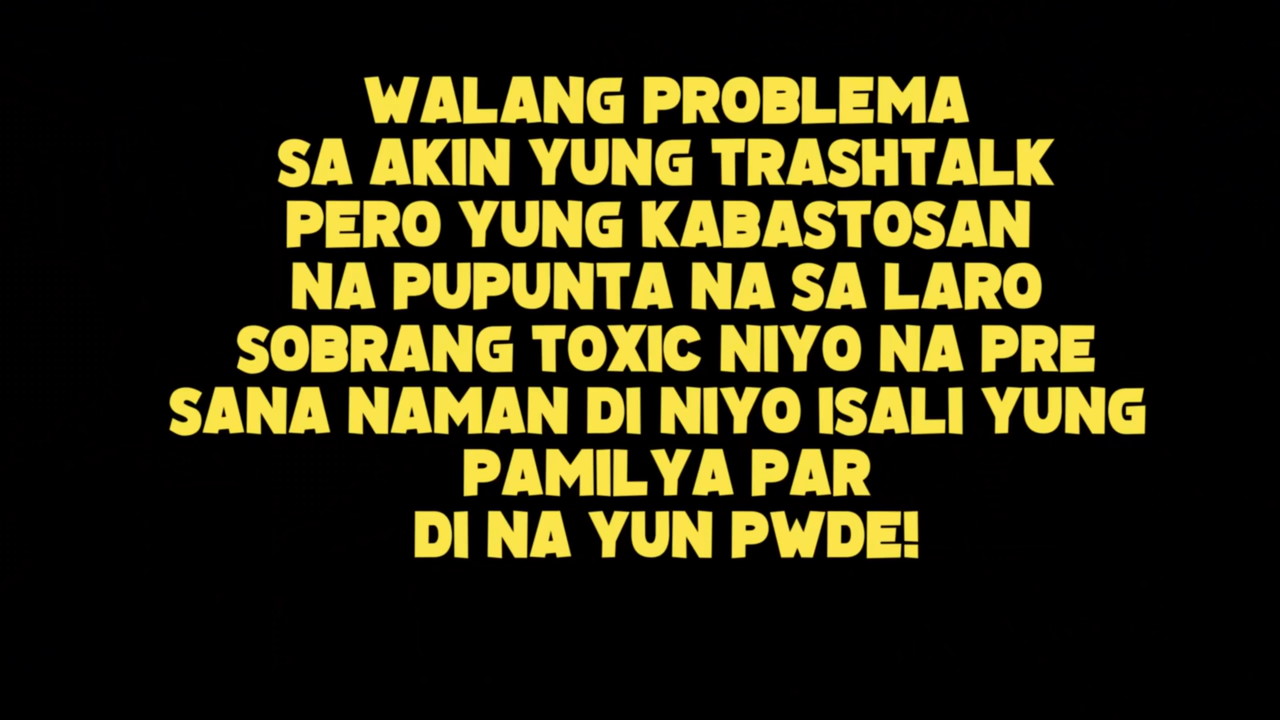 WALANG PROBLEMA
SA AKIN YUNG TRASHTALK
PERO YUNG KABASTOSAN
NA PUPUNTA NA SA LARO
SOBRANG TOXIC NIYO NA PRE
SANA NAMAN DI NIYO ISALI YUNG
PAMILYA PAR
DI NA YUN PWDE!